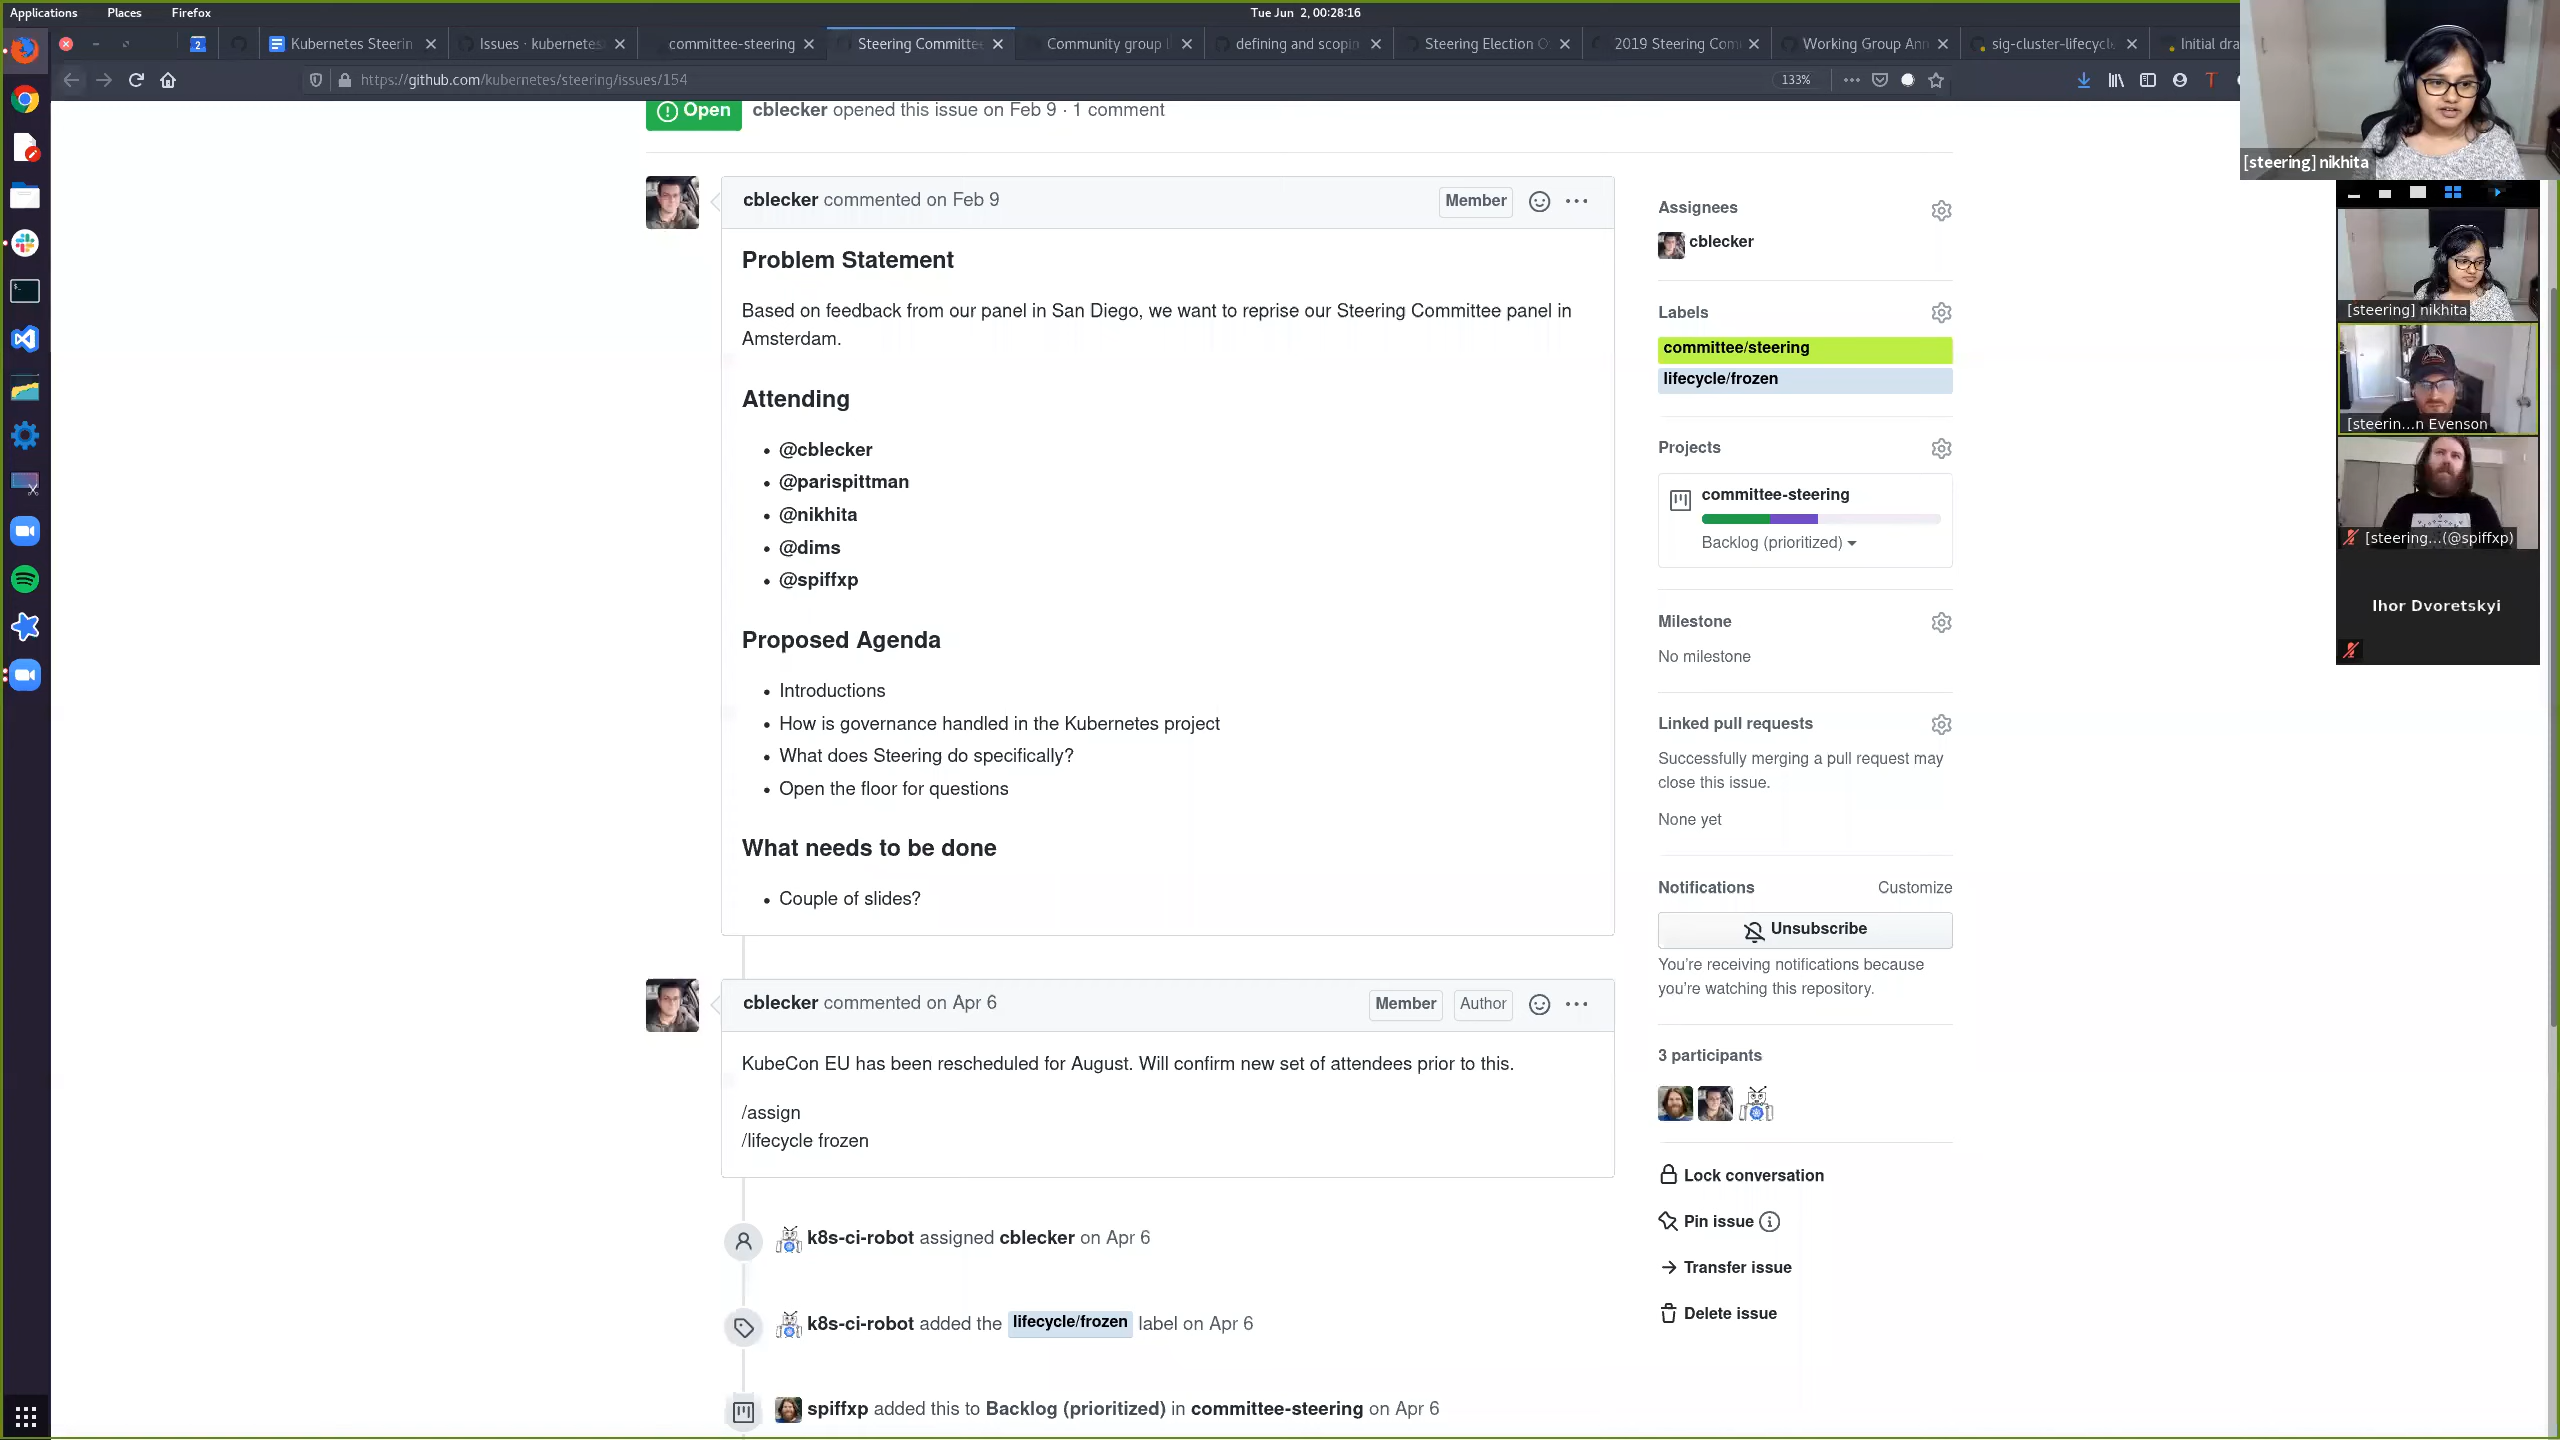 Applications Places Firefox Tue Jun 2, 00:28:16
2 Kubernetes Steerin Issues · kubernetes committee-steering Steering Committe Community group l defining and scopin Steering Election O 2019 Steering Com Working Group Ann sig-cluster-lifecycl Initial dra
https://github.com/kubernetes/steering/issues/154 133%
Open cblecker opened this issue on Feb 9 · 1 comment
cblecker commented on Feb 9 Member
Problem Statement
Based on feedback from our panel in San Diego, we want to reprise our Steering Committee panel in
Amsterdam.
Attending
• @cblecker
• @parispittman
• @nikhita
• @dims
• @spiffxp
Proposed Agenda
• Introductions
• How is governance handled in the Kubernetes project
• What does Steering do specifically?
• Open the floor for questions
What needs to be done
• Couple of slides?
cblecker commented on Apr 6 Member Author
KubeCon EU has been rescheduled for August. Will confirm new set of attendees prior to this.
/assign
/lifecycle frozen
k8s-ci-robot assigned cblecker on Apr 6
k8s-ci-robot added the lifecycle/frozen label on Apr 6
spiffxp added this to Backlog (prioritized) in committee-steering on Apr 6
Assignees
cblecker
Labels
committee/steering
lifecycle/frozen
Projects
committee-steering
Backlog (prioritized)
Milestone
No milestone
Linked pull requests
Successfully merging a pull request may
close this issue.
None yet
Notifications Customize
Unsubscribe
You’re receiving notifications because
you’re watching this repository.
3 participants
Lock conversation
Pin issue
Transfer issue
Delete issue
[steering] nikhita
[steering] nikhita
[steerin...n Evenson
[steering...(@spiffxp)
Ihor Dvoretskyi